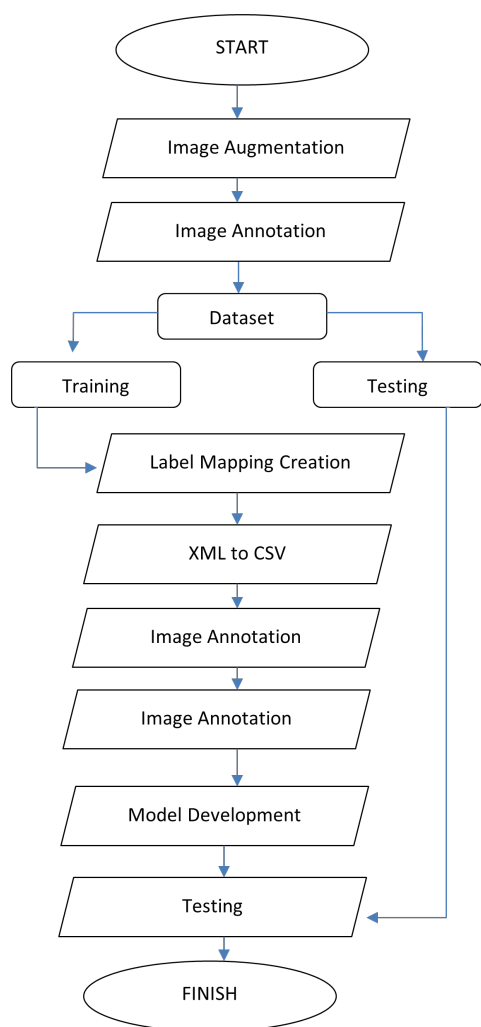 START
Image Augmentation
Image Annotation
Dataset
Training
Testing
Label Mapping Creation
XML to CSV
Image Annotation
Image Annotation
Model Development
Testing
FINISH